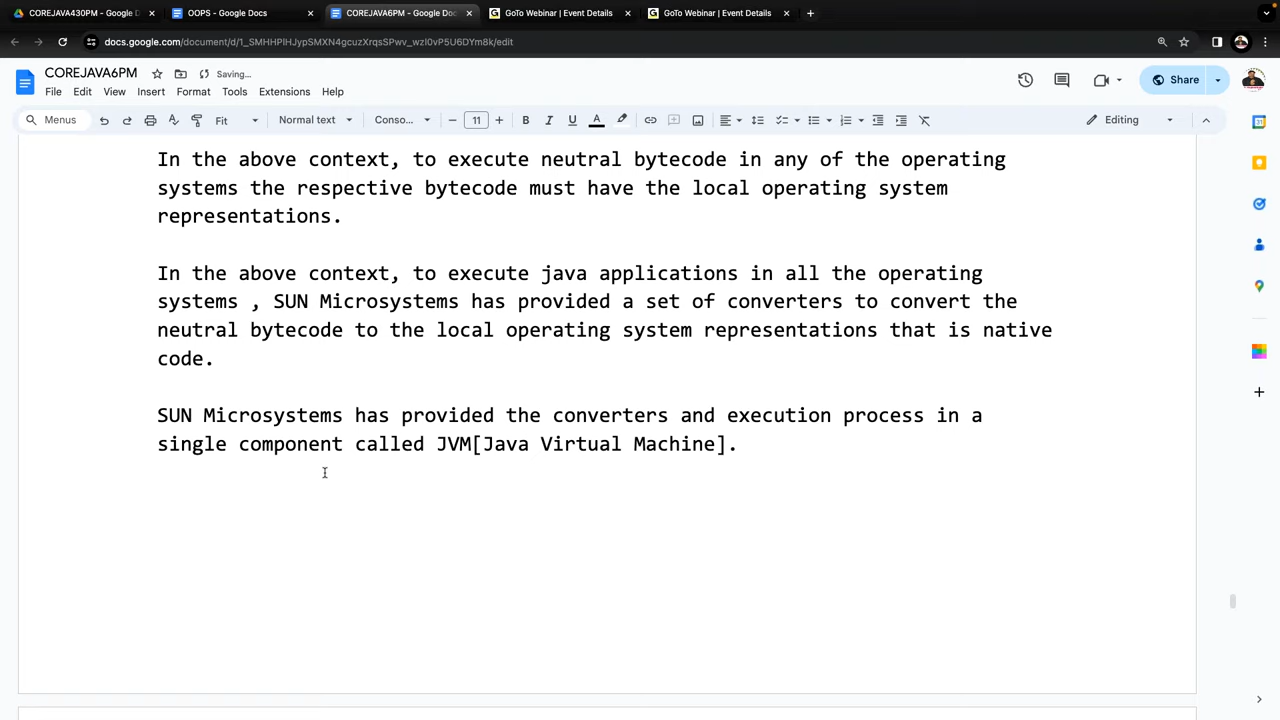 COREJAVA430PM - Google D
OOPS - Google Docs
COREJAVA6PM - Google Doc
GoTo Webinar | Event Details
GoTo Webinar | Event Details
docs.google.com/document/d/1_SMHHPlHJypSMXN4gcuzXrqsSPwv_wzI0vP5U6DYm8k/edit
COREJAVA6PM
Saving...
File Edit View Insert Format Tools Extensions Help
Share
Menus
Fit
Normal text
Conso...
11
Editing
In the above context, to execute neutral bytecode in any of the operating
systems the respective bytecode must have the local operating system
representations.
In the above context, to execute java applications in all the operating
systems , SUN Microsystems has provided a set of converters to convert the
neutral bytecode to the local operating system representations that is native
code.
SUN Microsystems has provided the converters and execution process in a
single component called JVM[Java Virtual Machine].